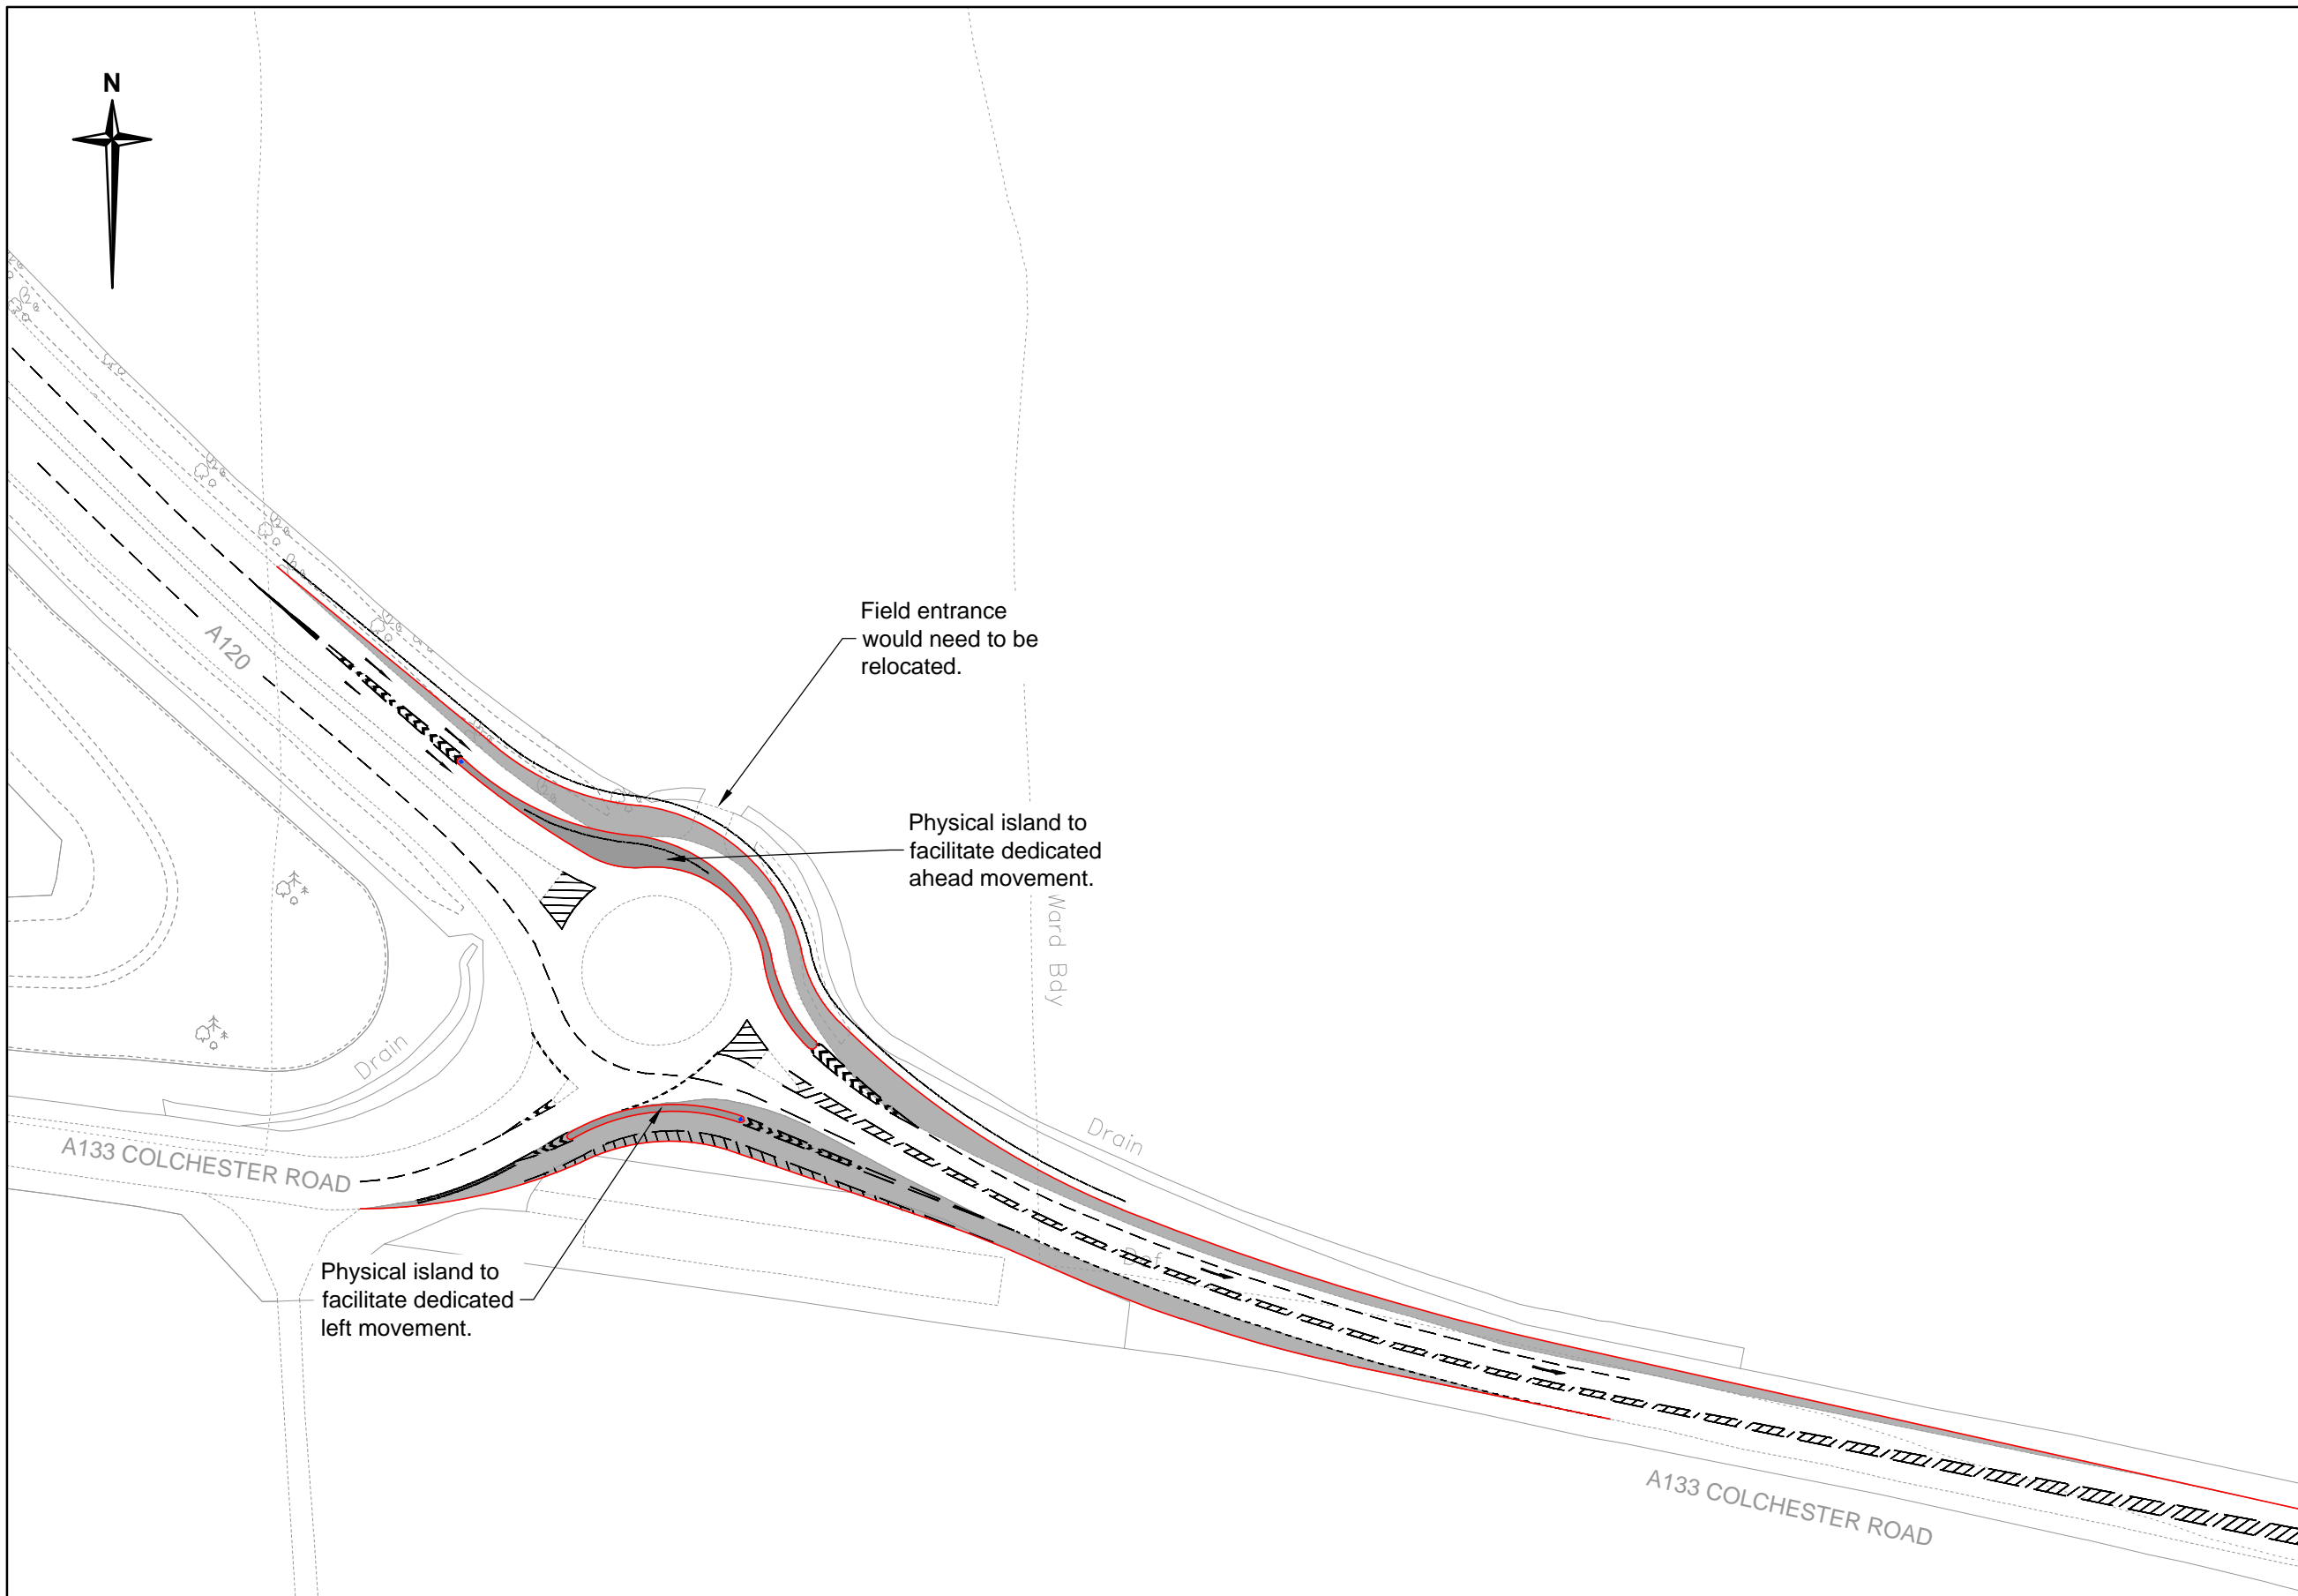 N
A120
Field entrance
would need to be
relocated.
Physical island to
facilitate dedicated
ahead movement.
Ward Bdy
Drain
Drain
A133 COLCHESTER ROAD
Def
Physical island to
facilitate dedicated
left movement.
A133 COLCHESTER ROAD